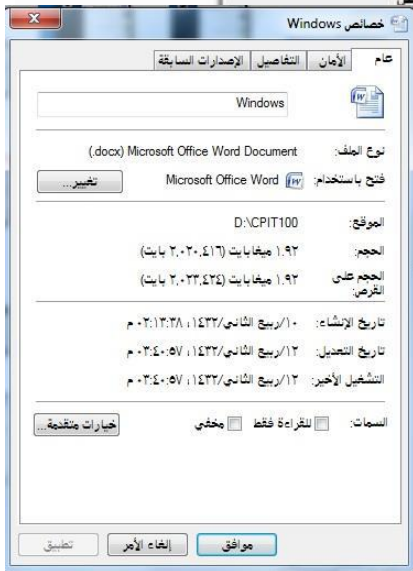 خصائص Windows
عام الأمان التفاصيل الإصدارات السابقة
Windows
نوع الملف: Microsoft Office Word Document (.docx)
فتح باستخدام: Microsoft Office Word تغيير...
الموقع: D:\CPIT100
الحجم: ١.٩٢ ميغابايت (٢,٠٢٠,٤١٦ بايت)
الحجم على القرص: ١.٩٢ ميغابايت (٢,٠٢٣,٤٢٤ بايت)
تاريخ الإنشاء: ١٠/ربيع الثاني/١٤٣٢، ٠٢:١٣:٣٨ م
تاريخ التعديل: ١٢/ربيع الثاني/١٤٣٢، ٠٣:٤٠:٥٧ م
التشغيل الأخير: ١٢/ربيع الثاني/١٤٣٢، ٠٣:٤٠:٥٧ م
السمات: للقراءة فقط مخفي خيارات متقدمة...
موافق إلغاء الأمر تطبيق